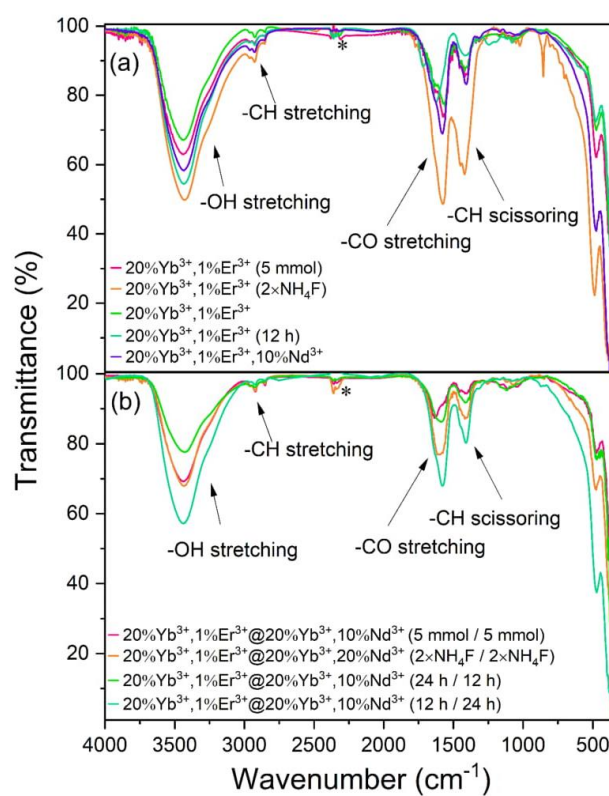 100
(a)
*
-CH stretching
80
-OH stretching
60
-CH scissoring
-CO stretching
40
20%Yb³⁺,1%Er³⁺ (5 mmol)
20%Yb³⁺,1%Er³⁺ (2×NH₄F)
20
20%Yb³⁺,1%Er³⁺
20%Yb³⁺,1%Er³⁺ (12 h)
20%Yb³⁺,1%Er³⁺,10%Nd³⁺
Transmittance (%)
100
(b)
*
-CH stretching
80
-CH scissoring
-OH stretching
-CO stretching
60
40
20%Yb³⁺,1%Er³⁺@20%Yb³⁺,10%Nd³⁺ (5 mmol / 5 mmol)
20%Yb³⁺,1%Er³⁺@20%Yb³⁺,20%Nd³⁺ (2×NH₄F / 2×NH₄F)
20
20%Yb³⁺,1%Er³⁺@20%Yb³⁺,10%Nd³⁺ (24 h / 12 h)
20%Yb³⁺,1%Er³⁺@20%Yb³⁺,10%Nd³⁺ (12 h / 24 h)
4000 3500 3000 2500 2000 1500 1000 500
Wavenumber (cm⁻¹)